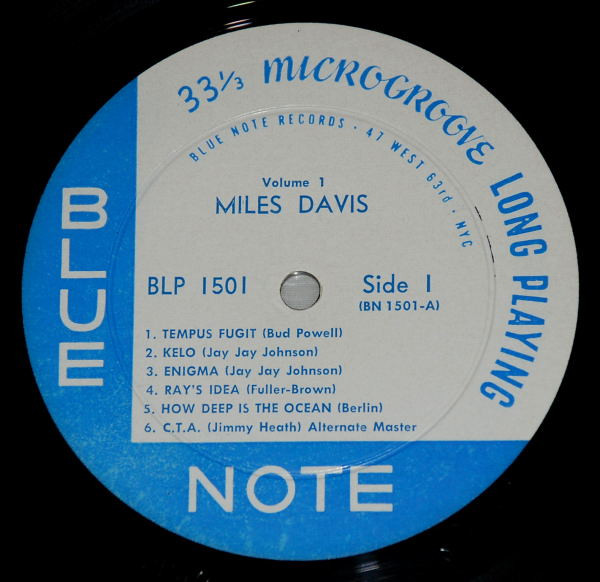 33⅓ MICROGROOVE LONG PLAYING
BLUE NOTE RECORDS · 47 WEST 63rd · NYC
Volume 1
MILES DAVIS
BLP 1501
Side 1
(BN 1501-A)
1. TEMPUS FUGIT (Bud Powell)
2. KELO (Jay Jay Johnson)
3. ENIGMA (Jay Jay Johnson)
4. RAY'S IDEA (Fuller-Brown)
5. HOW DEEP IS THE OCEAN (Berlin)
6. C.T.A. (Jimmy Heath) Alternate Master
BLUE
NOTE